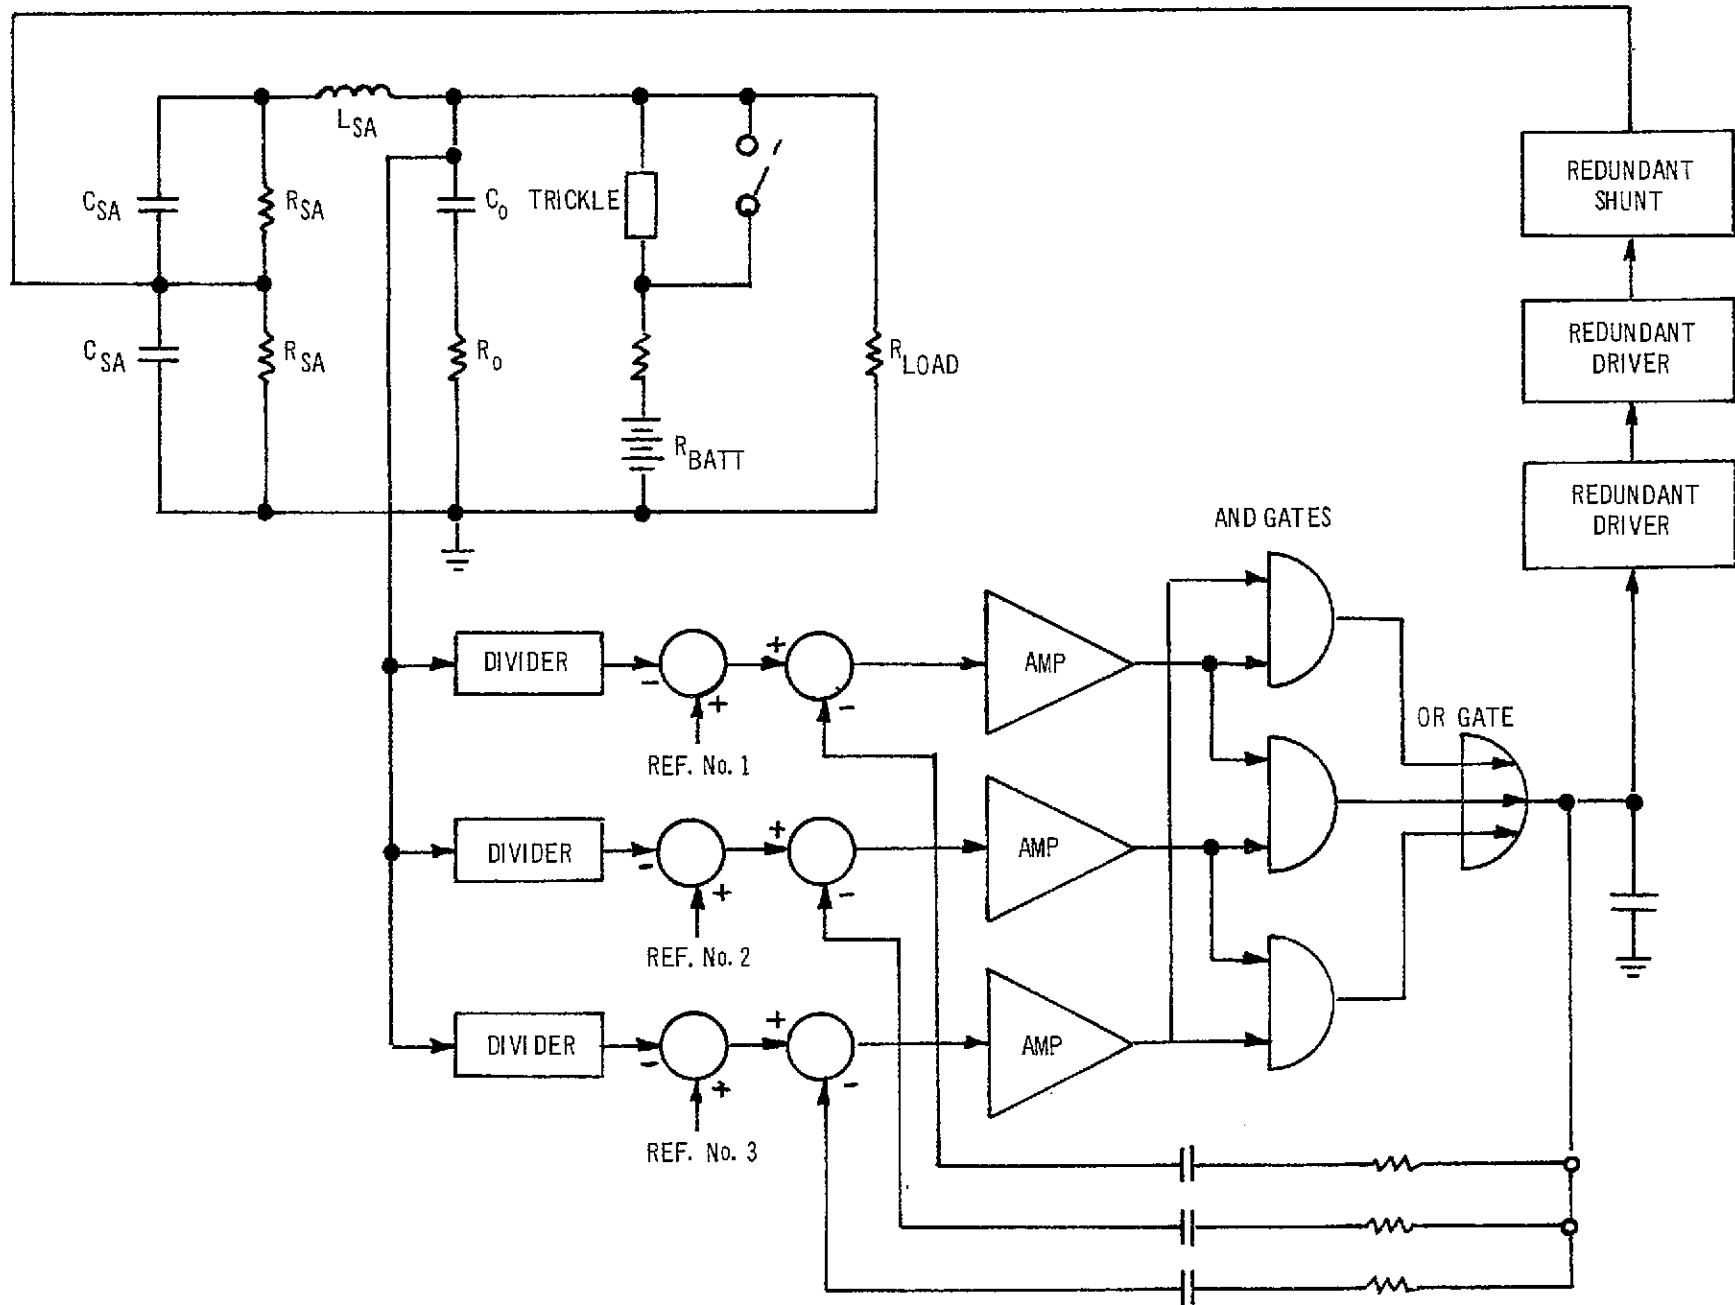 L_SA
C_SA
R_SA
C_0
TRICKLE
REDUNDANT
SHUNT
C_SA
R_SA
R_0
R_LOAD
REDUNDANT
DRIVER
R_BATT
REDUNDANT
DRIVER
AND GATES
DIVIDER
-
+
REF. No. 1
+
-
AMP
OR GATE
DIVIDER
-
+
REF. No. 2
+
-
AMP
DIVIDER
-
+
REF. No. 3
+
-
AMP